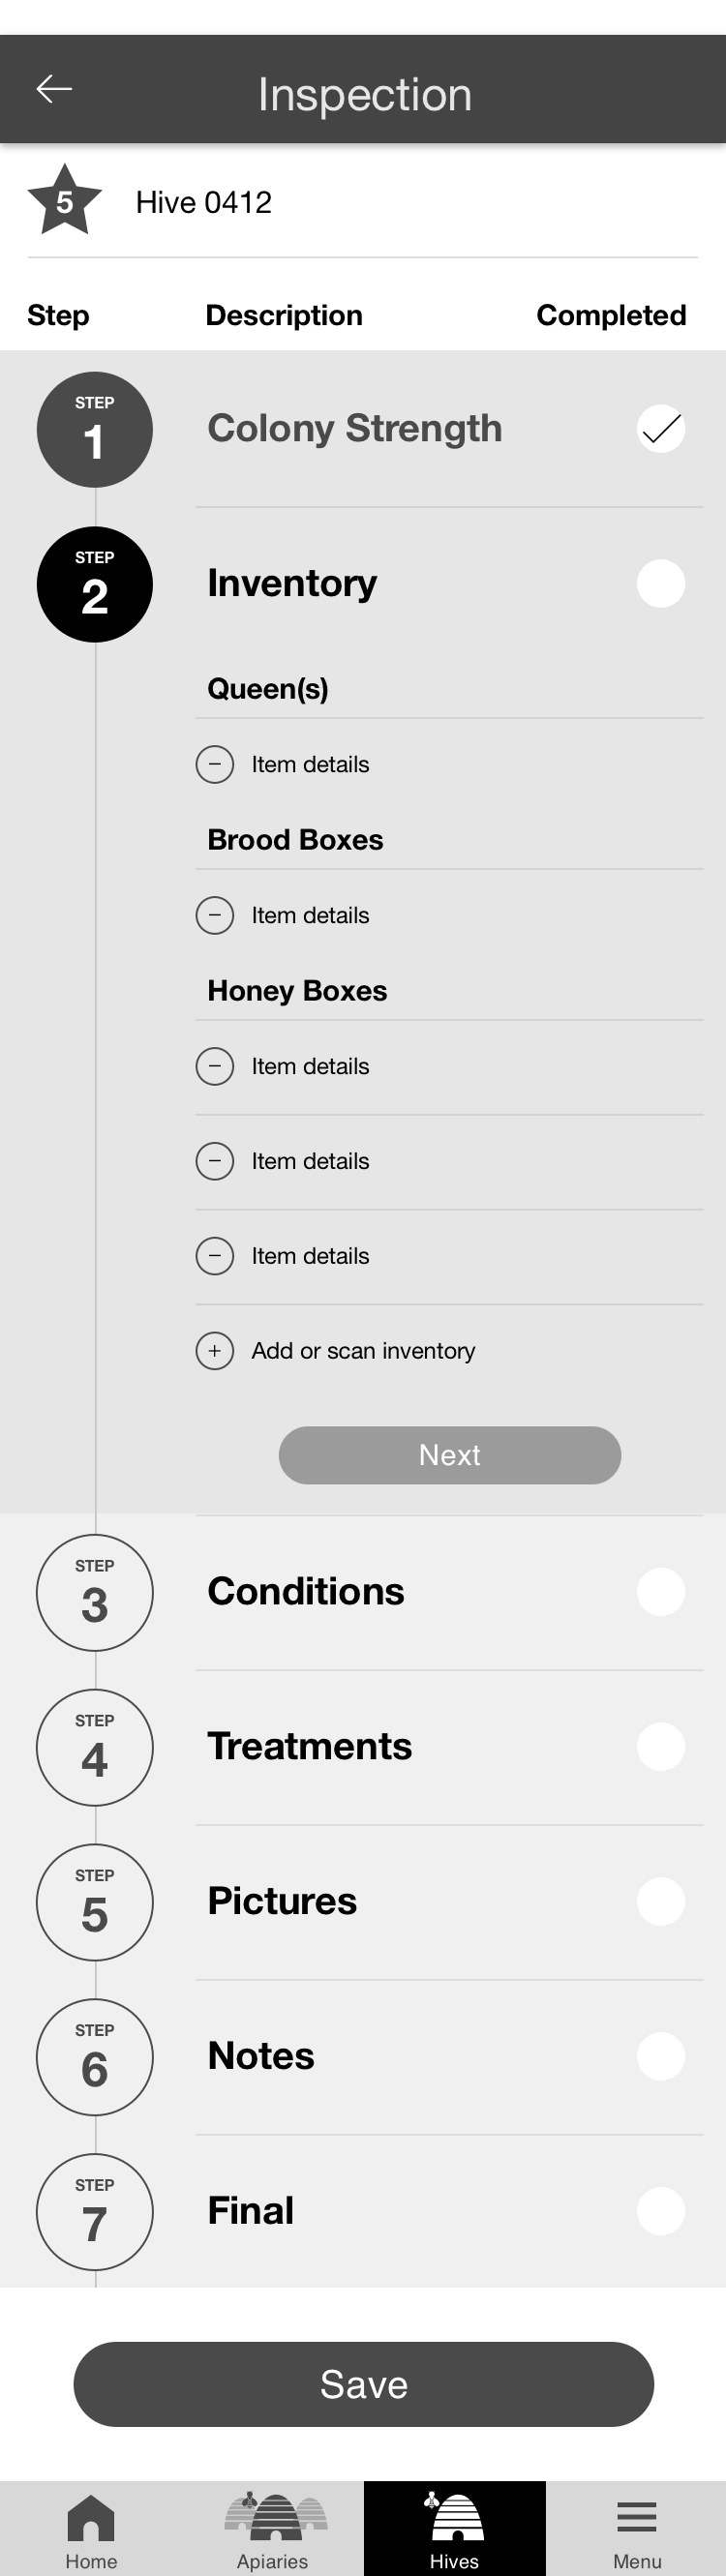 Inspection
5 Hive 0412
Step Description Completed
STEP
1
Colony Strength
STEP
2
Inventory
Queen(s)
Item details
Brood Boxes
Item details
Honey Boxes
Item details
Item details
Item details
Add or scan inventory
Next
STEP
3
Conditions
STEP
4
Treatments
STEP
5
Pictures
STEP
6
Notes
STEP
7
Final
Save
Home Apiaries Hives Menu